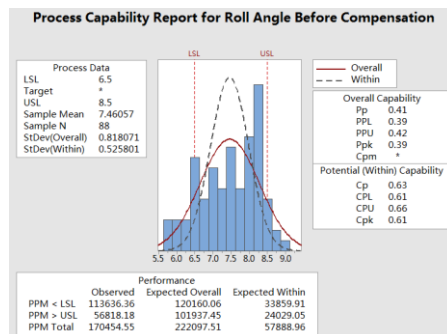 Process Capability Report for Roll Angle Before Compensation
LSL USL
Process Data
LSL 6.5
Target *
USL 8.5
Sample Mean 7.46057
Sample N 88
StDev(Overall) 0.818071
StDev(Within) 0.525801
Overall
Within
Overall Capability
Pp 0.41
PPL 0.39
PPU 0.42
Ppk 0.39
Cpm *
Potential (Within) Capability
Cp 0.63
CPL 0.61
CPU 0.66
Cpk 0.61
5.5 6.0 6.5 7.0 7.5 8.0 8.5 9.0
Performance
Observed Expected Overall Expected Within
PPM < LSL 113636.36 120160.06 33859.91
PPM > USL 56818.18 101937.45 24029.05
PPM Total 170454.55 222097.51 57888.96